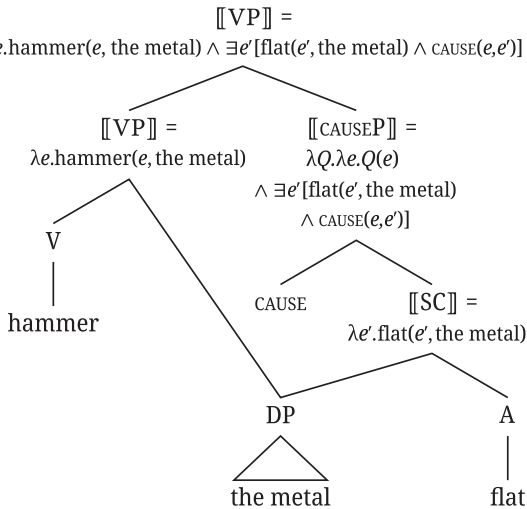 ⟦VP⟧ =
e.hammer(e, the metal) ∧ ∃e′[flat(e′, the metal) ∧ CAUSE(e,e′)]
⟦VP⟧ = ⟦CAUSEP⟧ =
λe.hammer(e, the metal) λQ.λe.Q(e)
∧ ∃e′[flat(e′, the metal)
∧ CAUSE(e,e′)]
V
CAUSE ⟦SC⟧ =
hammer
λe′.flat(e′, the metal)
DP A
the metal flat